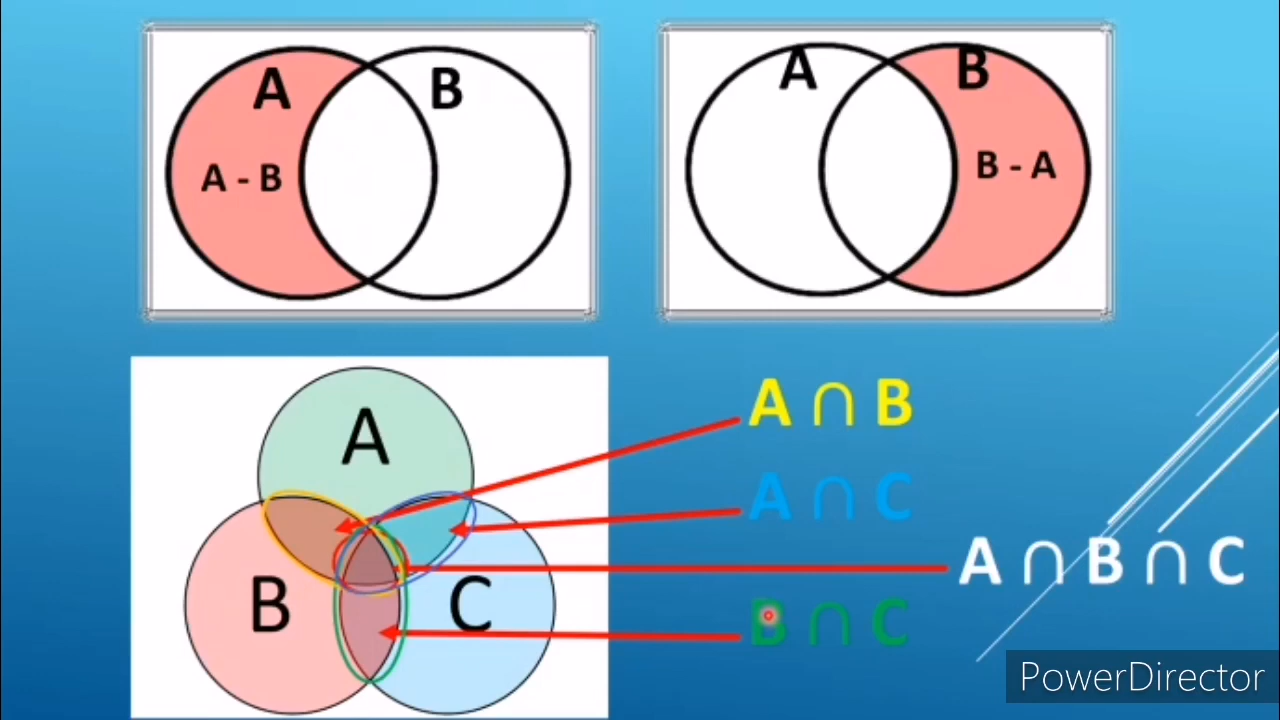 A B
A - B
A B
B - A
A
B C
A ∩ B
A ∩ C
A ∩ B ∩ C
B ∩ C
PowerDirector